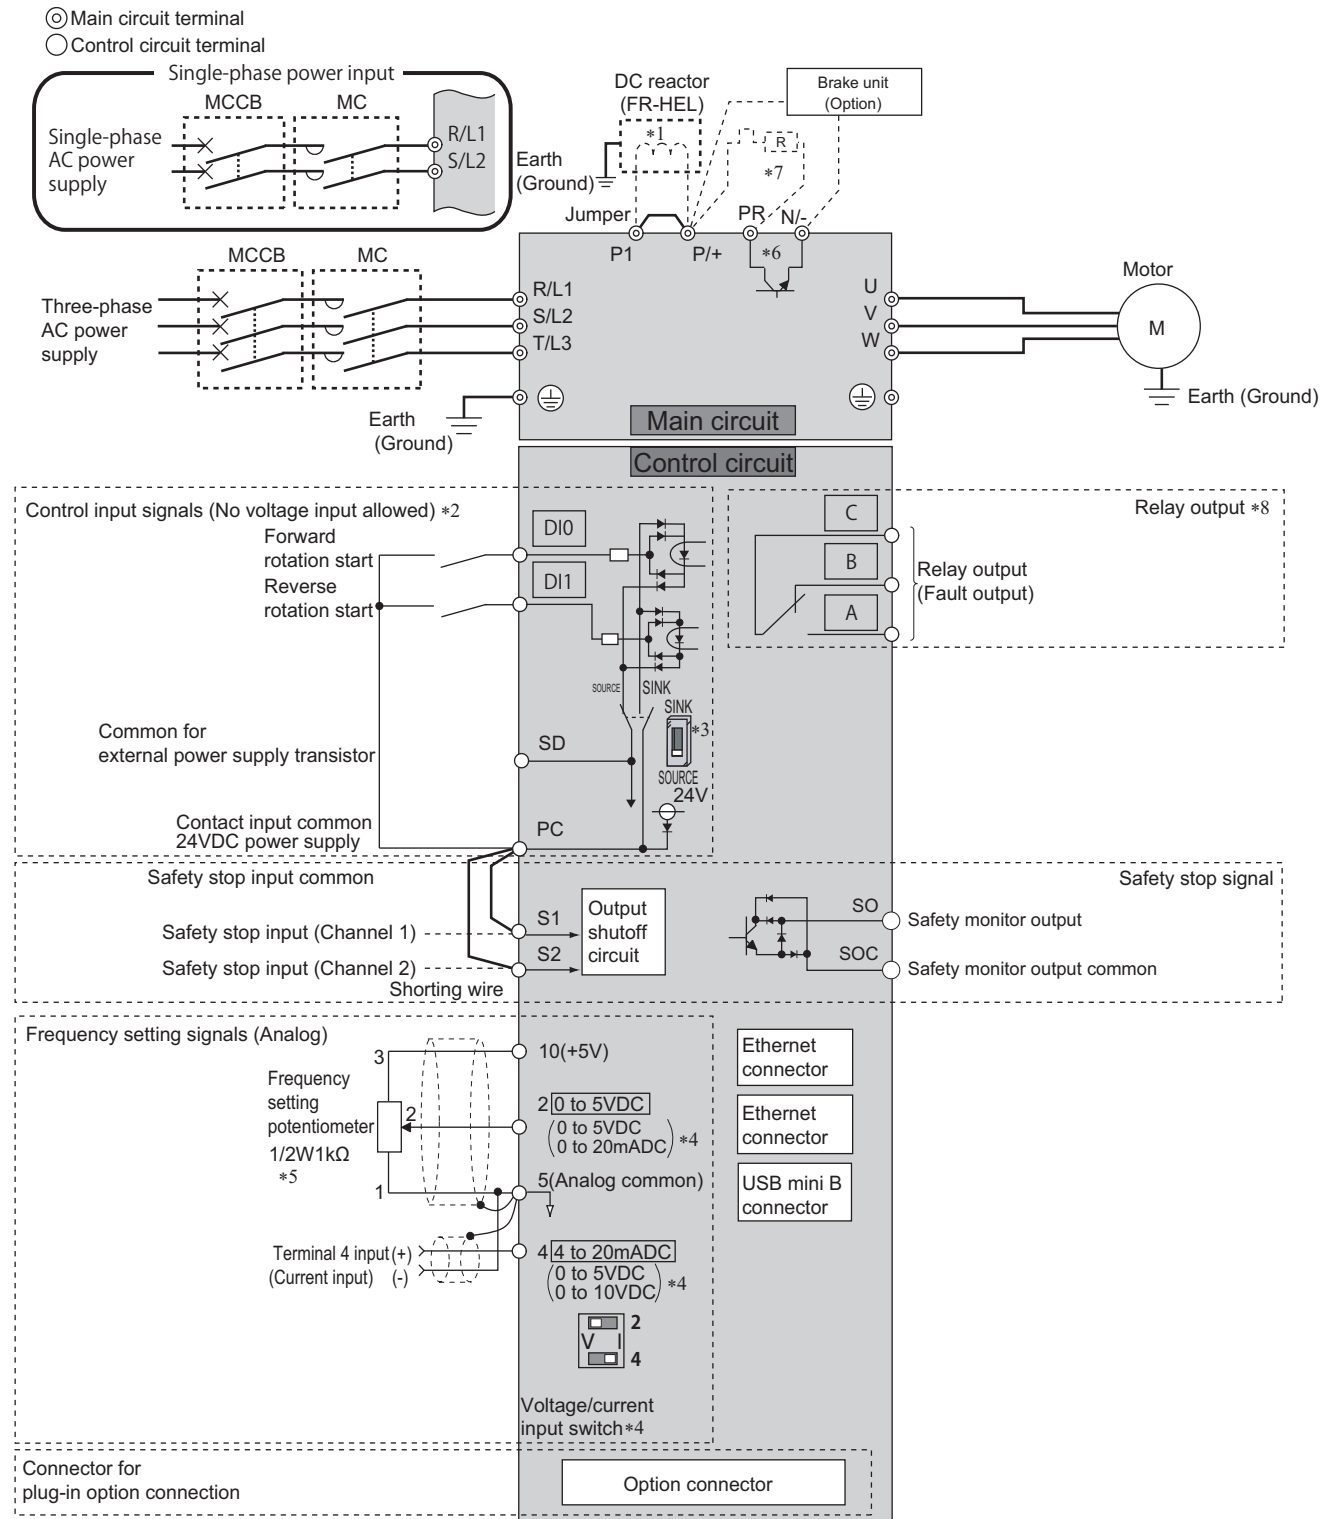 Main circuit terminal
Control circuit terminal
Single-phase power input
MCCB MC
Single-phase
AC power
supply
R/L1
S/L2
DC reactor
(FR-HEL)
*1
Earth
(Ground)
Brake unit
(Option)
R
*7
Jumper
PR N/-
P1 P/+
*6
MCCB MC
Three-phase
AC power
supply
R/L1
S/L2
T/L3
U
V
W
Motor
M
Earth
(Ground)
Earth (Ground)
Main circuit
Control circuit
Control input signals (No voltage input allowed) *2
Forward
rotation start
Reverse
rotation start
DI0
DI1
SOURCE SINK
SINK
*3
SOURCE
24V
Common for
external power supply transistor
SD
Contact input common
24VDC power supply
PC
Relay output *8
C
B
A
Relay output
(Fault output)
Safety stop input common
Safety stop signal
Safety stop input (Channel 1)
S1
Safety stop input (Channel 2)
S2
Shorting wire
Output
shutoff
circuit
SO
Safety monitor output
SOC
Safety monitor output common
Frequency setting signals (Analog)
3
Frequency
setting
potentiometer
1/2W1kΩ
*5
2
1
10(+5V)
2 0 to 5VDC
(0 to 5VDC
0 to 20mADC) *4
5(Analog common)
Terminal 4 input (+)
(Current input) (-)
4 4 to 20mADC
(0 to 5VDC
0 to 10VDC) *4
2
V I
4
Voltage/current
input switch*4
Ethernet
connector
Ethernet
connector
USB mini B
connector
Connector for
plug-in option connection
Option connector